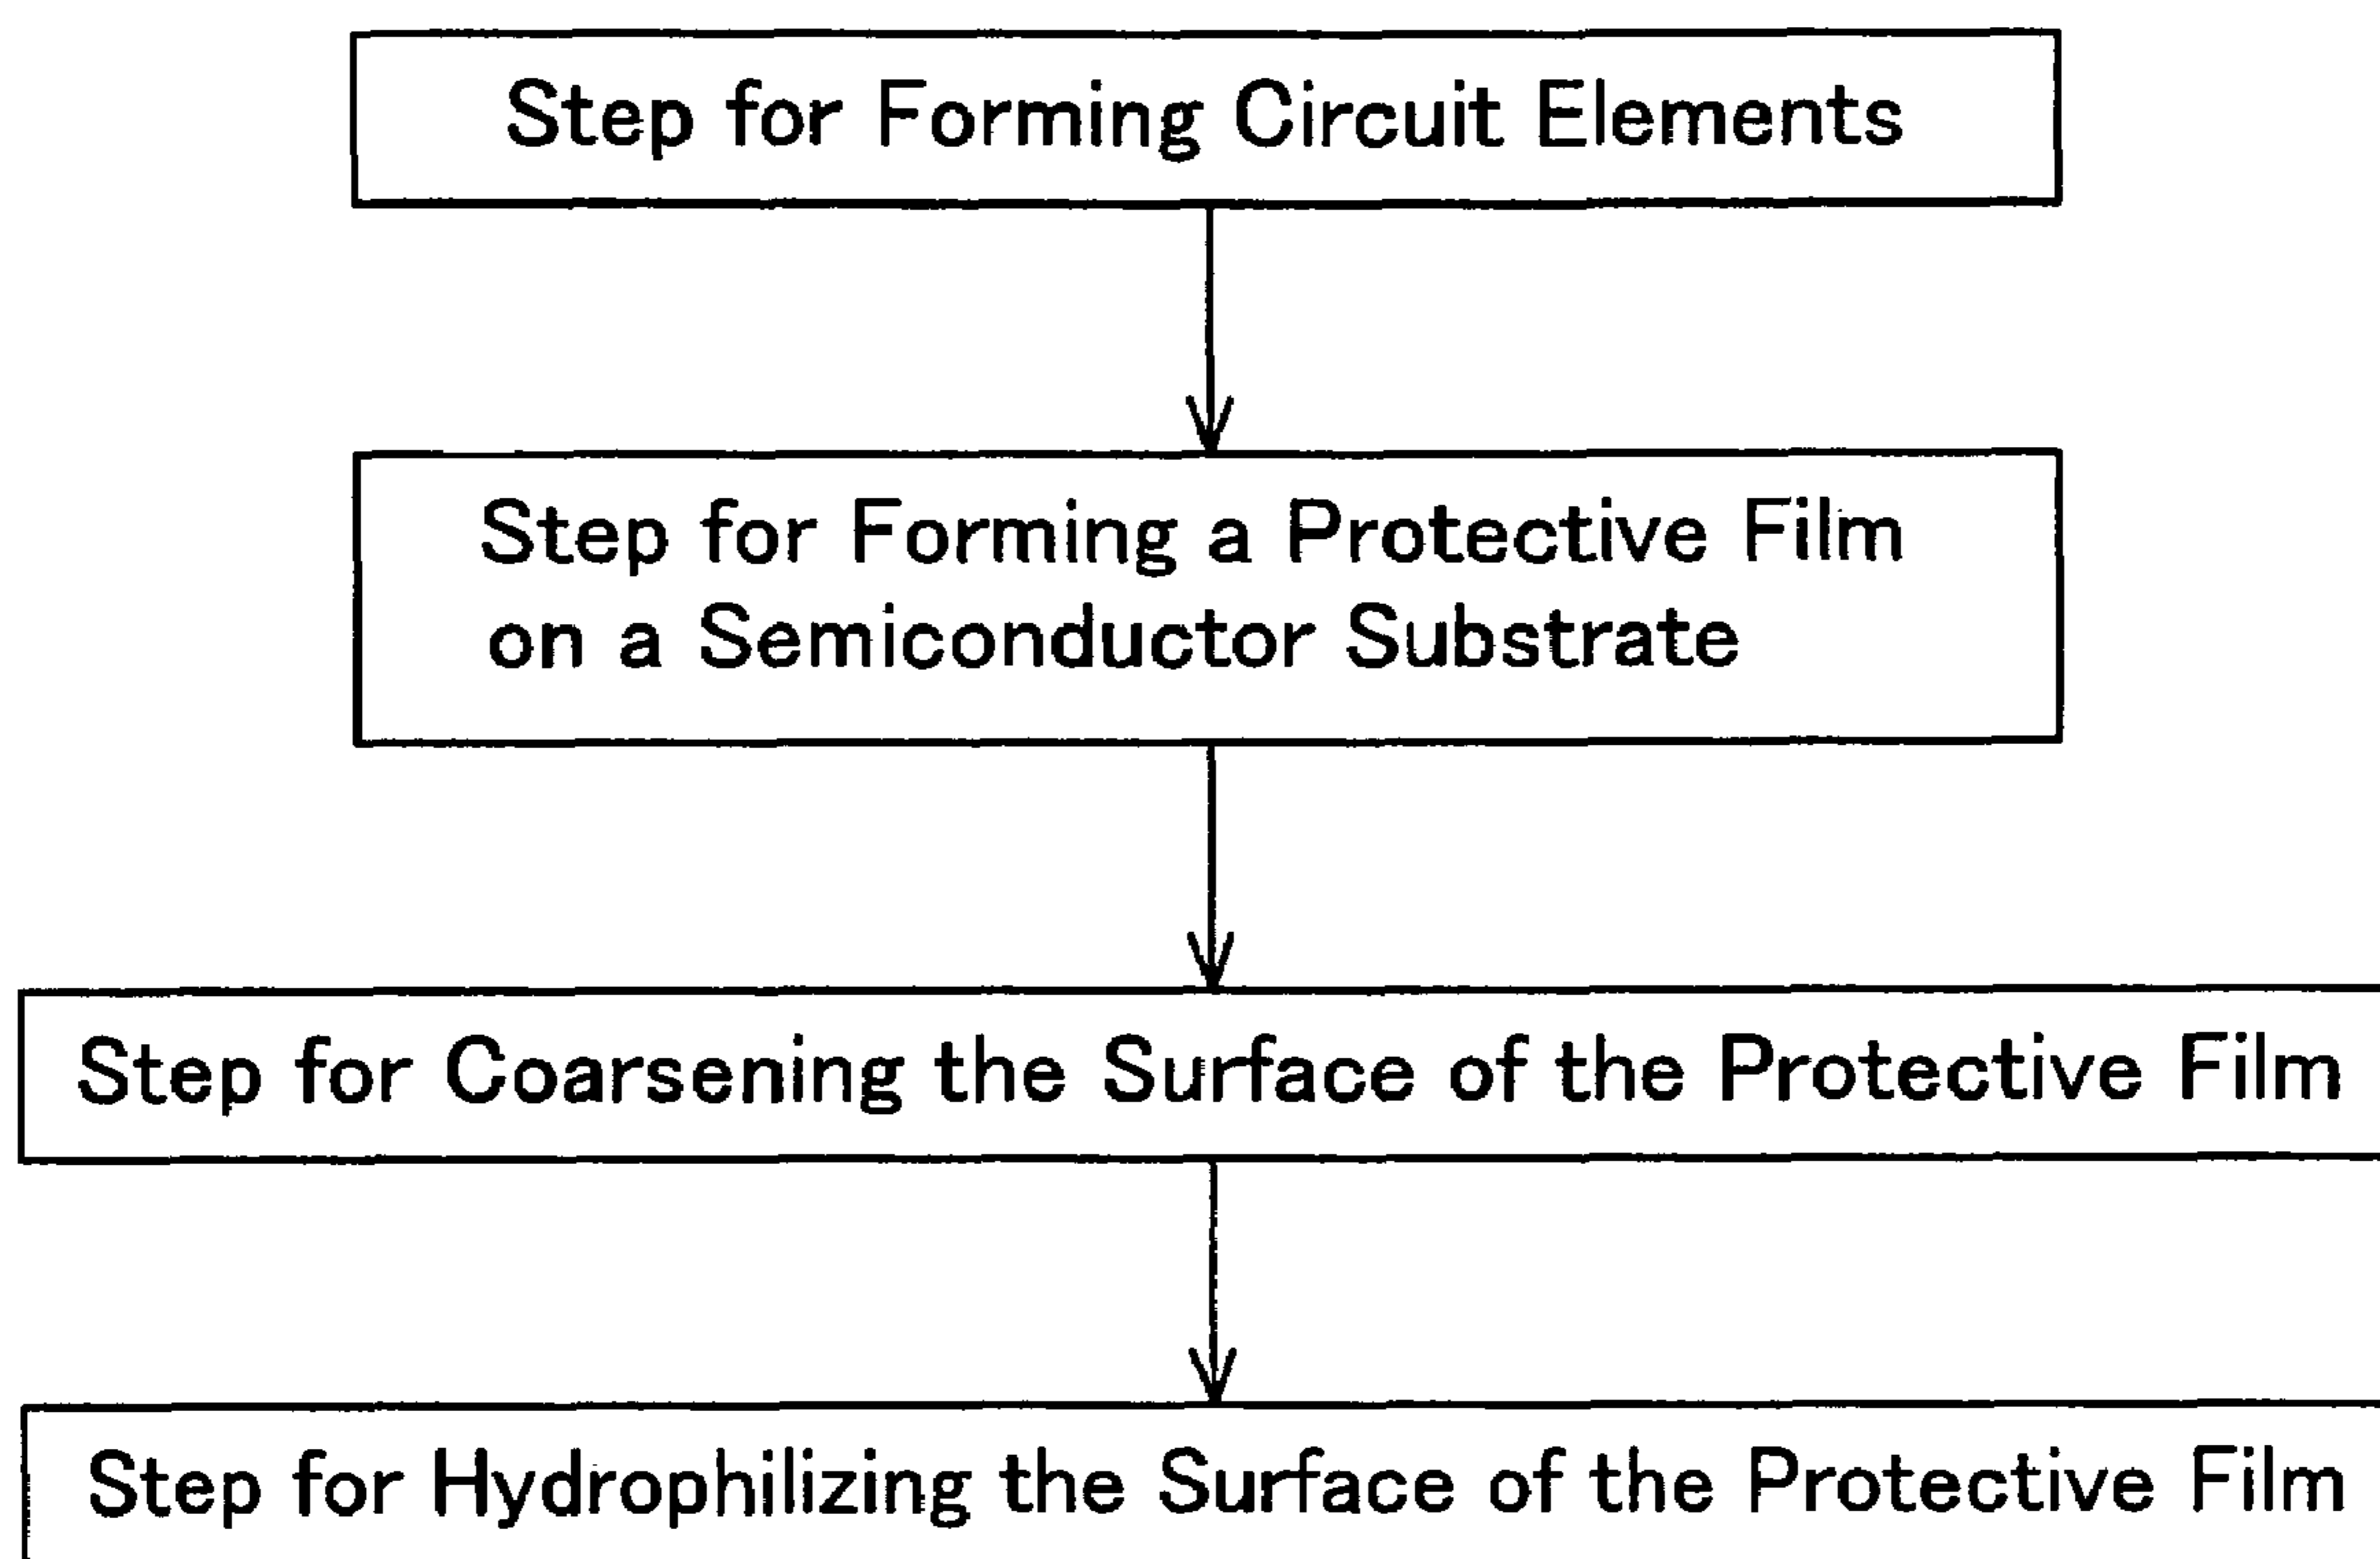 Step for Forming Circuit Elements
Step for Forming a Protective Film
on a Semiconductor Substrate
Step for Coarsening the Surface of the Protective Film
Step for Hydrophilizing the Surface of the Protective Film